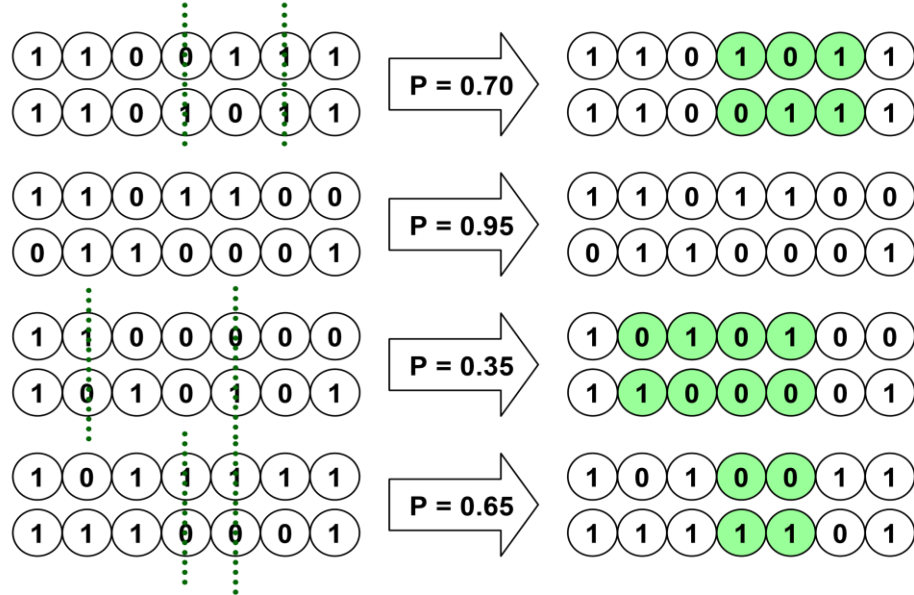 1 1 0 0 1 1 1
1 1 0 1 0 1 1
P = 0.70
1 1 0 1 0 1 1
1 1 0 0 1 1 1
1 1 0 1 1 0 0
0 1 1 0 0 0 1
P = 0.95
1 1 0 1 1 0 0
0 1 1 0 0 0 1
1 1 0 0 0 0 0
1 0 1 0 1 0 1
P = 0.35
1 0 1 0 1 0 0
1 1 0 0 0 0 1
1 0 1 1 1 1 1
1 1 1 0 0 0 1
P = 0.65
1 0 1 0 0 1 1
1 1 1 1 1 0 1